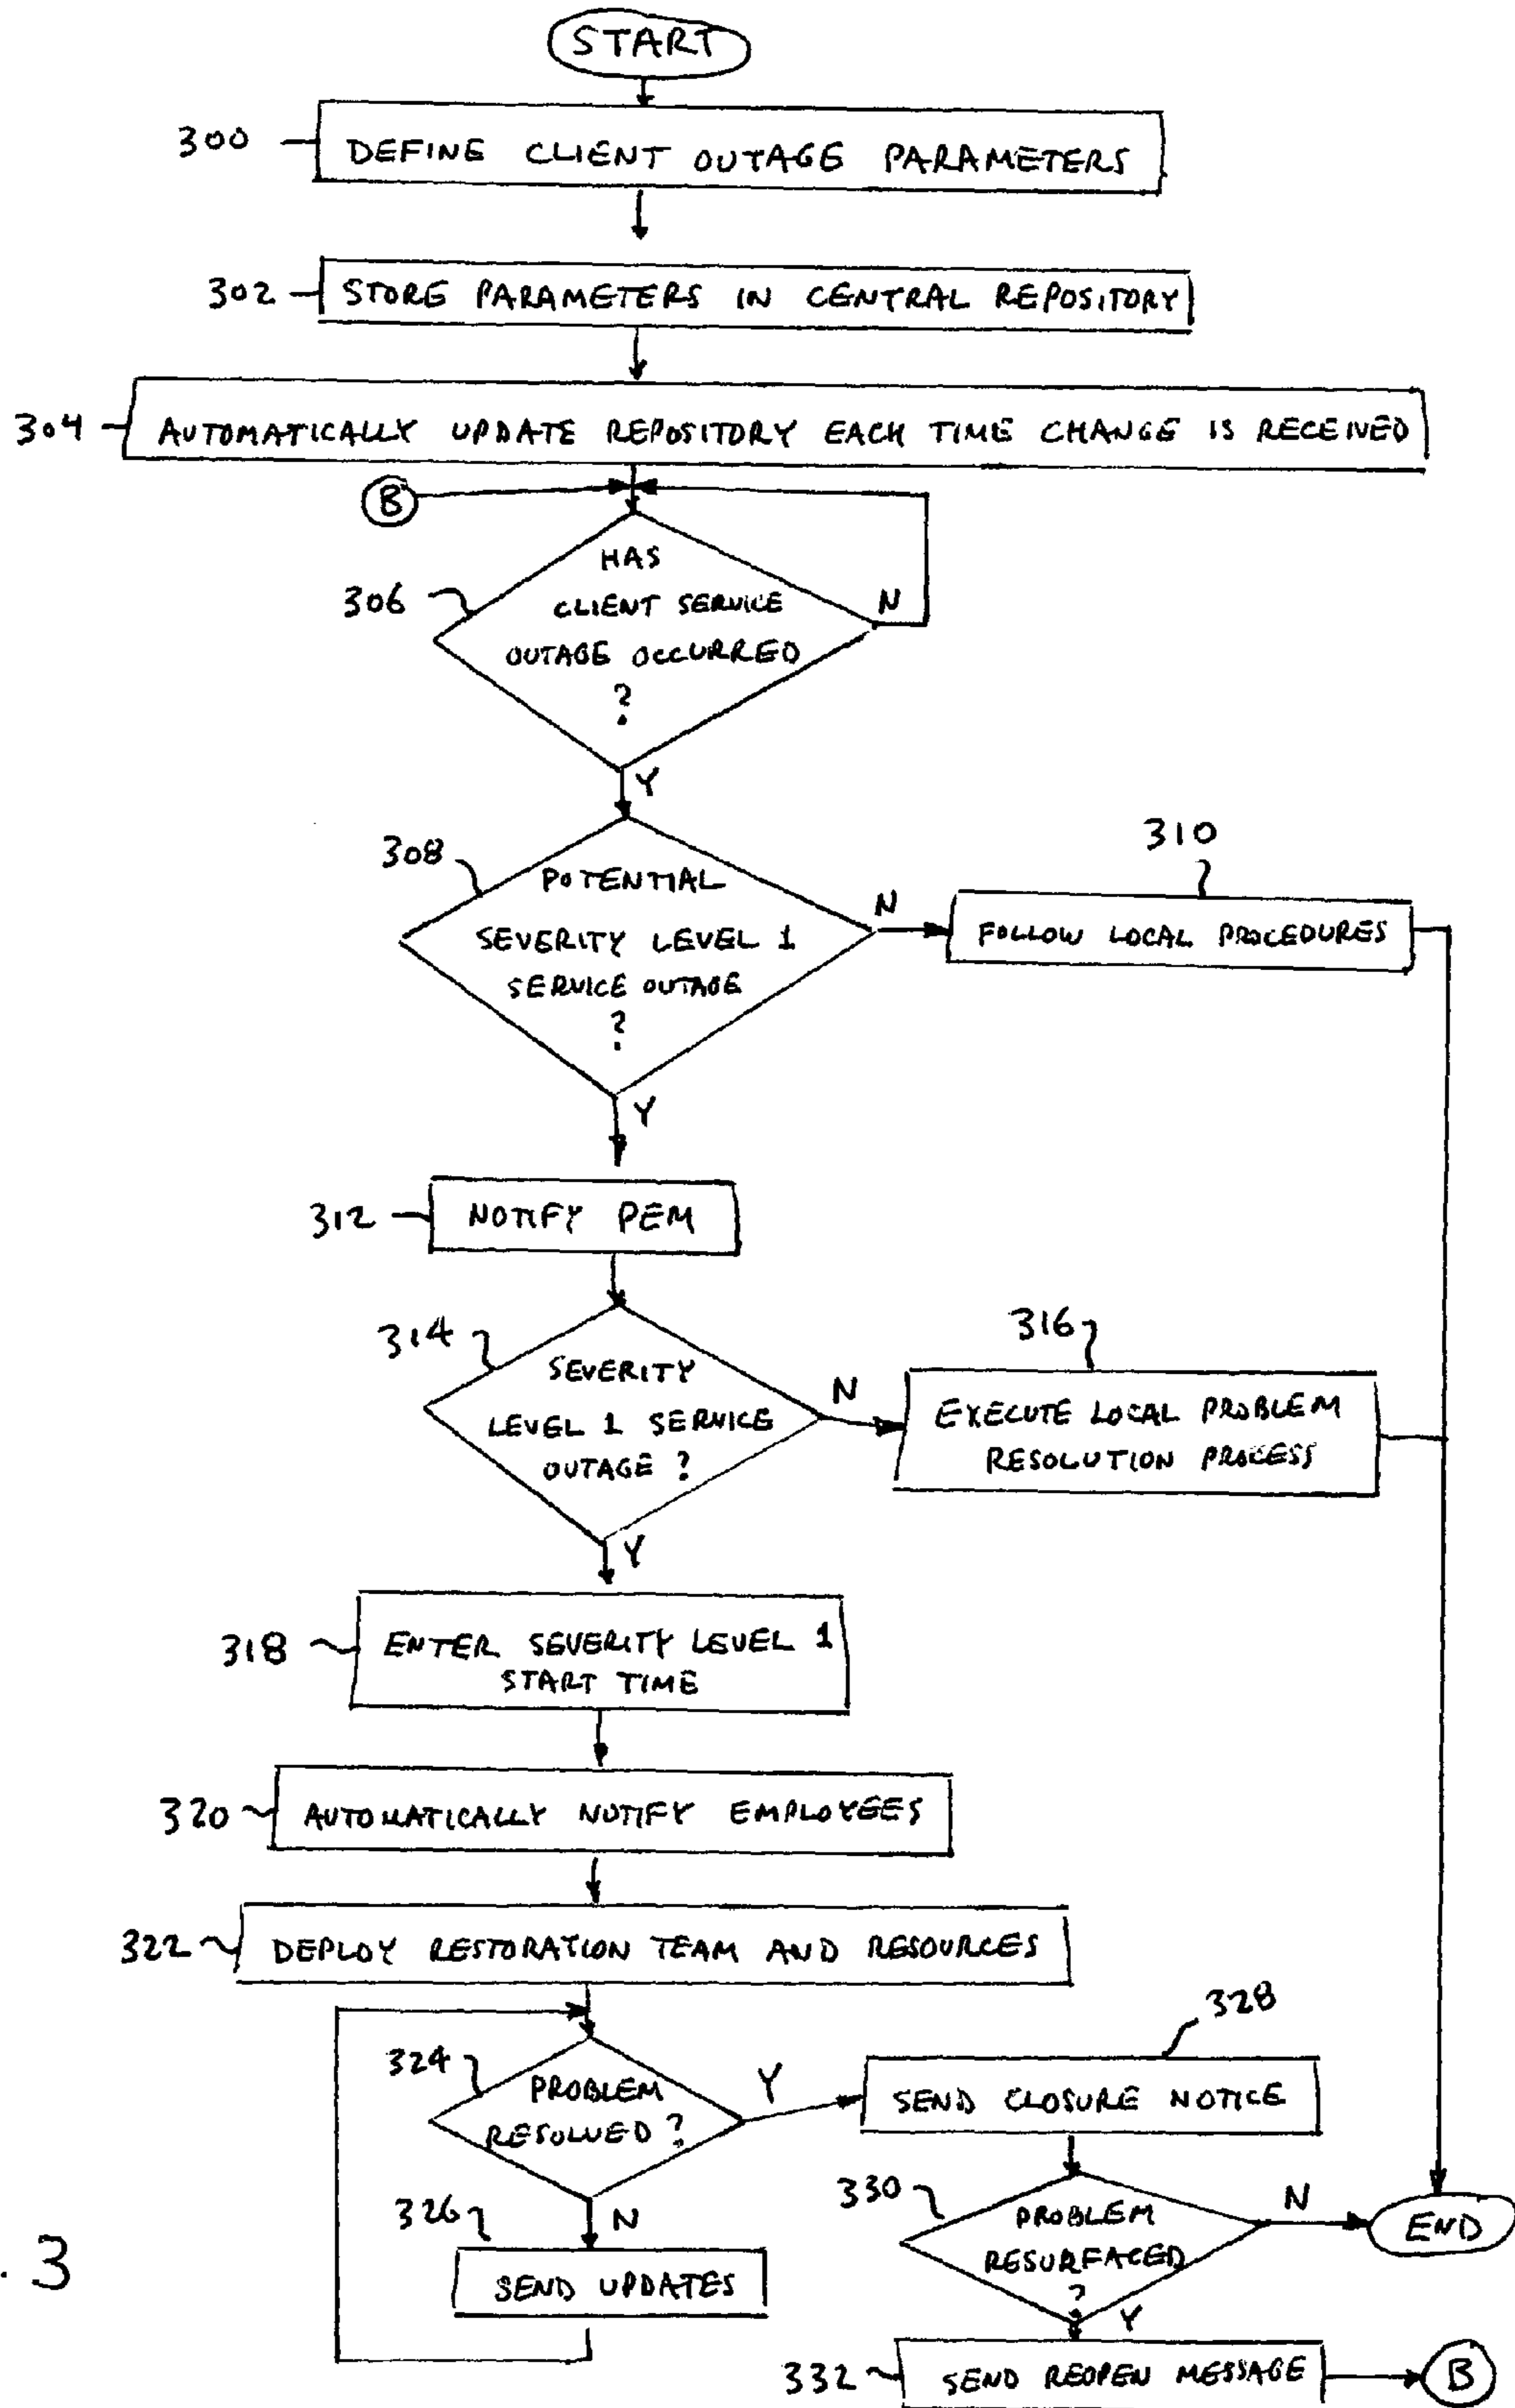 START
300
DEFINE CLIENT OUTAGE PARAMETERS
302
STORE PARAMETERS IN CENTRAL REPOSITORY
304
AUTOMATICALLY UPDATE REPOSITORY EACH TIME CHANGE IS RECEIVED
B
306
HAS
CLIENT SERVICE
OUTAGE OCCURRED
?
N
Y
308
POTENTIAL
SEVERITY LEVEL 1
SERVICE OUTAGE
?
N
310
FOLLOW LOCAL PROCEDURES
Y
312
NOTIFY PEM
314
SEVERITY
LEVEL 1 SERVICE
OUTAGE ?
N
316
EXECUTE LOCAL PROBLEM
RESOLUTION PROCESS
Y
318
ENTER SEVERITY LEVEL 1
START TIME
320
AUTOMATICALLY NOTIFY EMPLOYEES
322
DEPLOY RESTORATION TEAM AND RESOURCES
324
PROBLEM
RESOLVED ?
Y
328
SEND CLOSURE NOTICE
N
326
SEND UPDATES
330
PROBLEM
RESURFACED
?
N
END
Y
332
SEND REOPEN MESSAGE
B
. 3